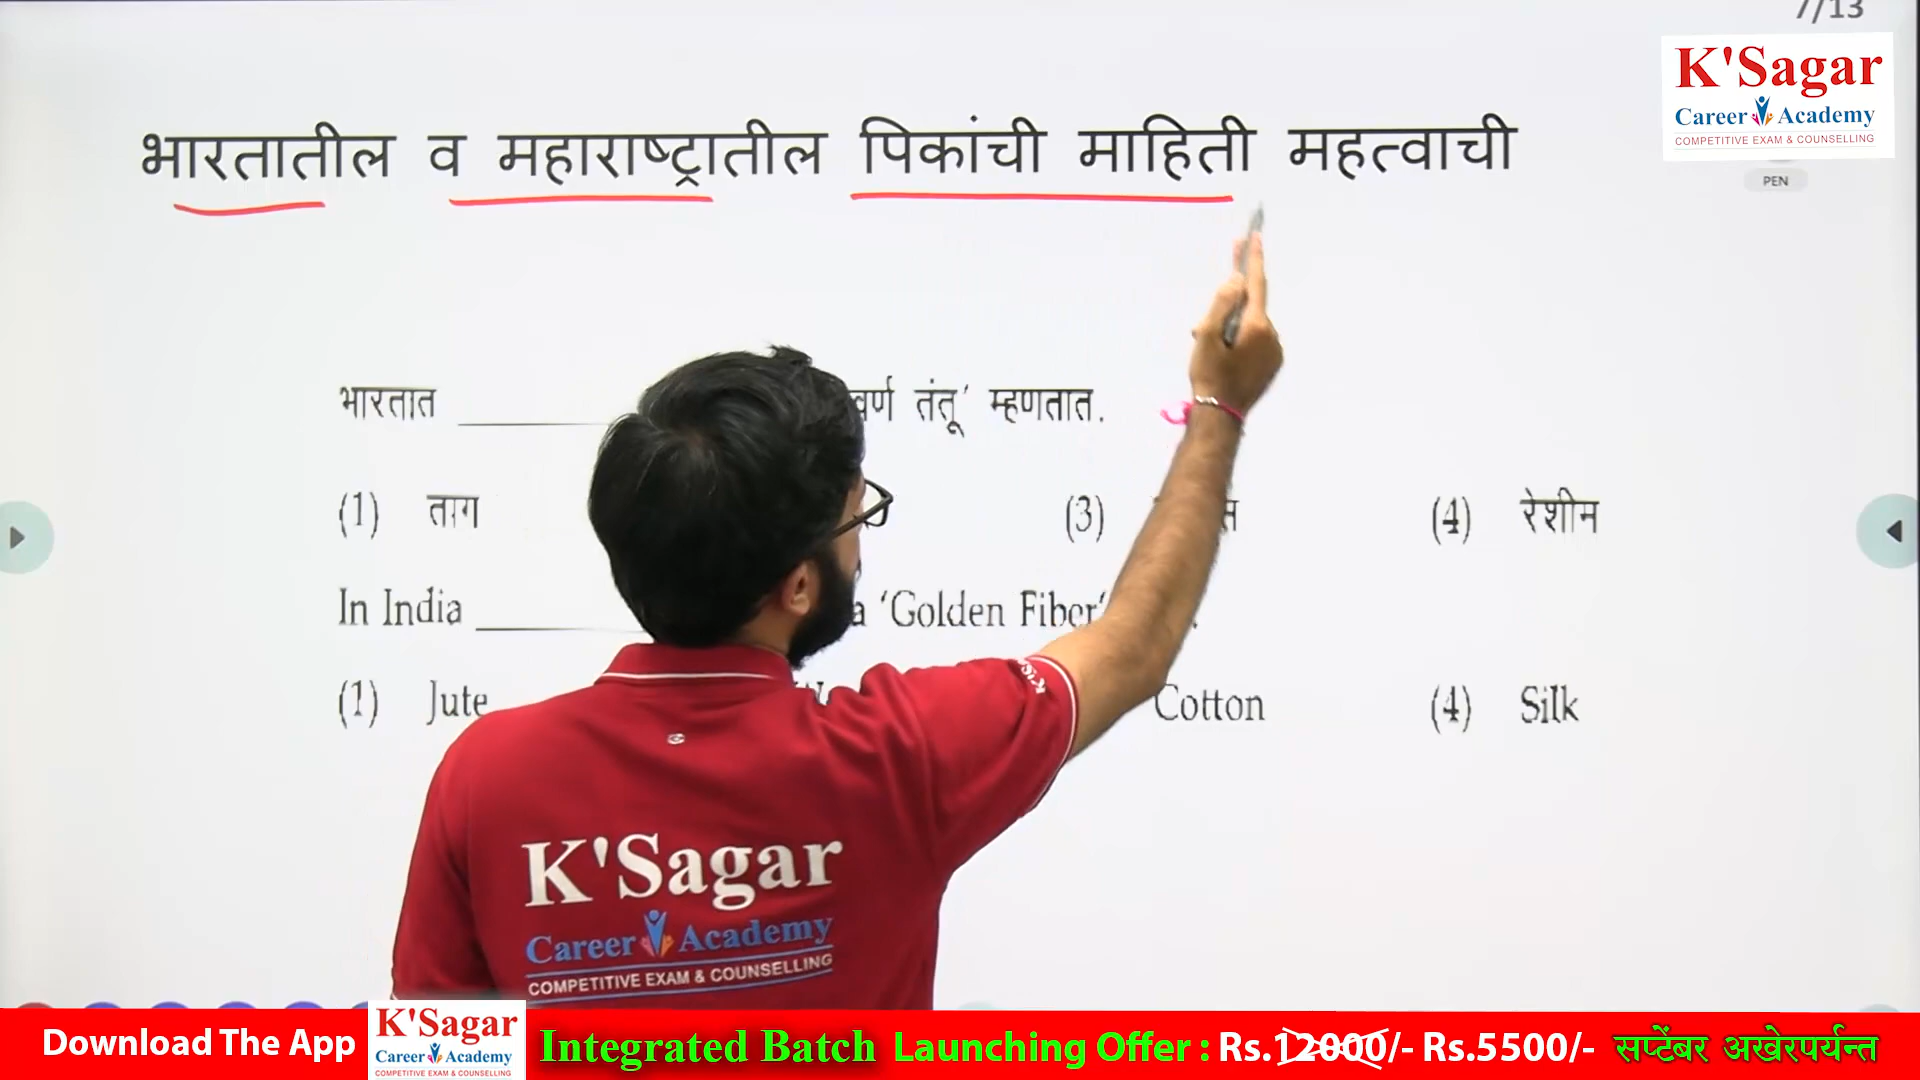 7/13
K'Sagar
Career Academy
COMPETITIVE EXAM & COUNSELLING
PEN
भारतातील व महाराष्ट्रातील पिकांची माहिती महत्वाची
भारतात तंतू' म्हणतात.
(1) ताग (3) (4) रेशीम
In India a 'Golden Fiber'
(1) Jute Cotton (4) Silk
K'Sagar
Career Academy
COMPETITIVE EXAM & COUNSELLING
Download The App K'Sagar Career Academy COMPETITIVE EXAM & COUNSELLING Integrated Batch Launching Offer : Rs.12000/- Rs.5500/- सप्टेंबर अखेरपर्यन्त